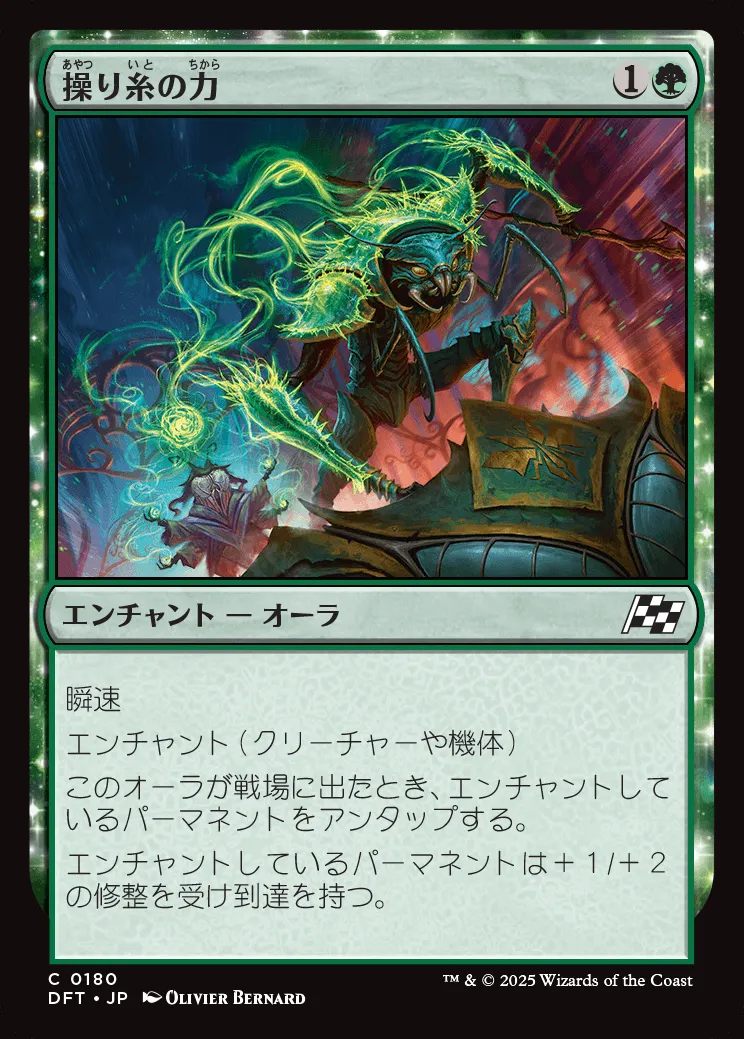 操り糸の力
あやつ いと ちから
1
エンチャント — オーラ
瞬速
エンチャント（クリーチャーや機体）
このオーラが戦場に出たとき、エンチャントして
いるパーマネントをアンタップする。
エンチャントしているパーマネントは＋１/＋２
の修整を受け到達を持つ。
C 0180
DFT • JP OLIVIER BERNARD
™ & © 2025 Wizards of the Coast